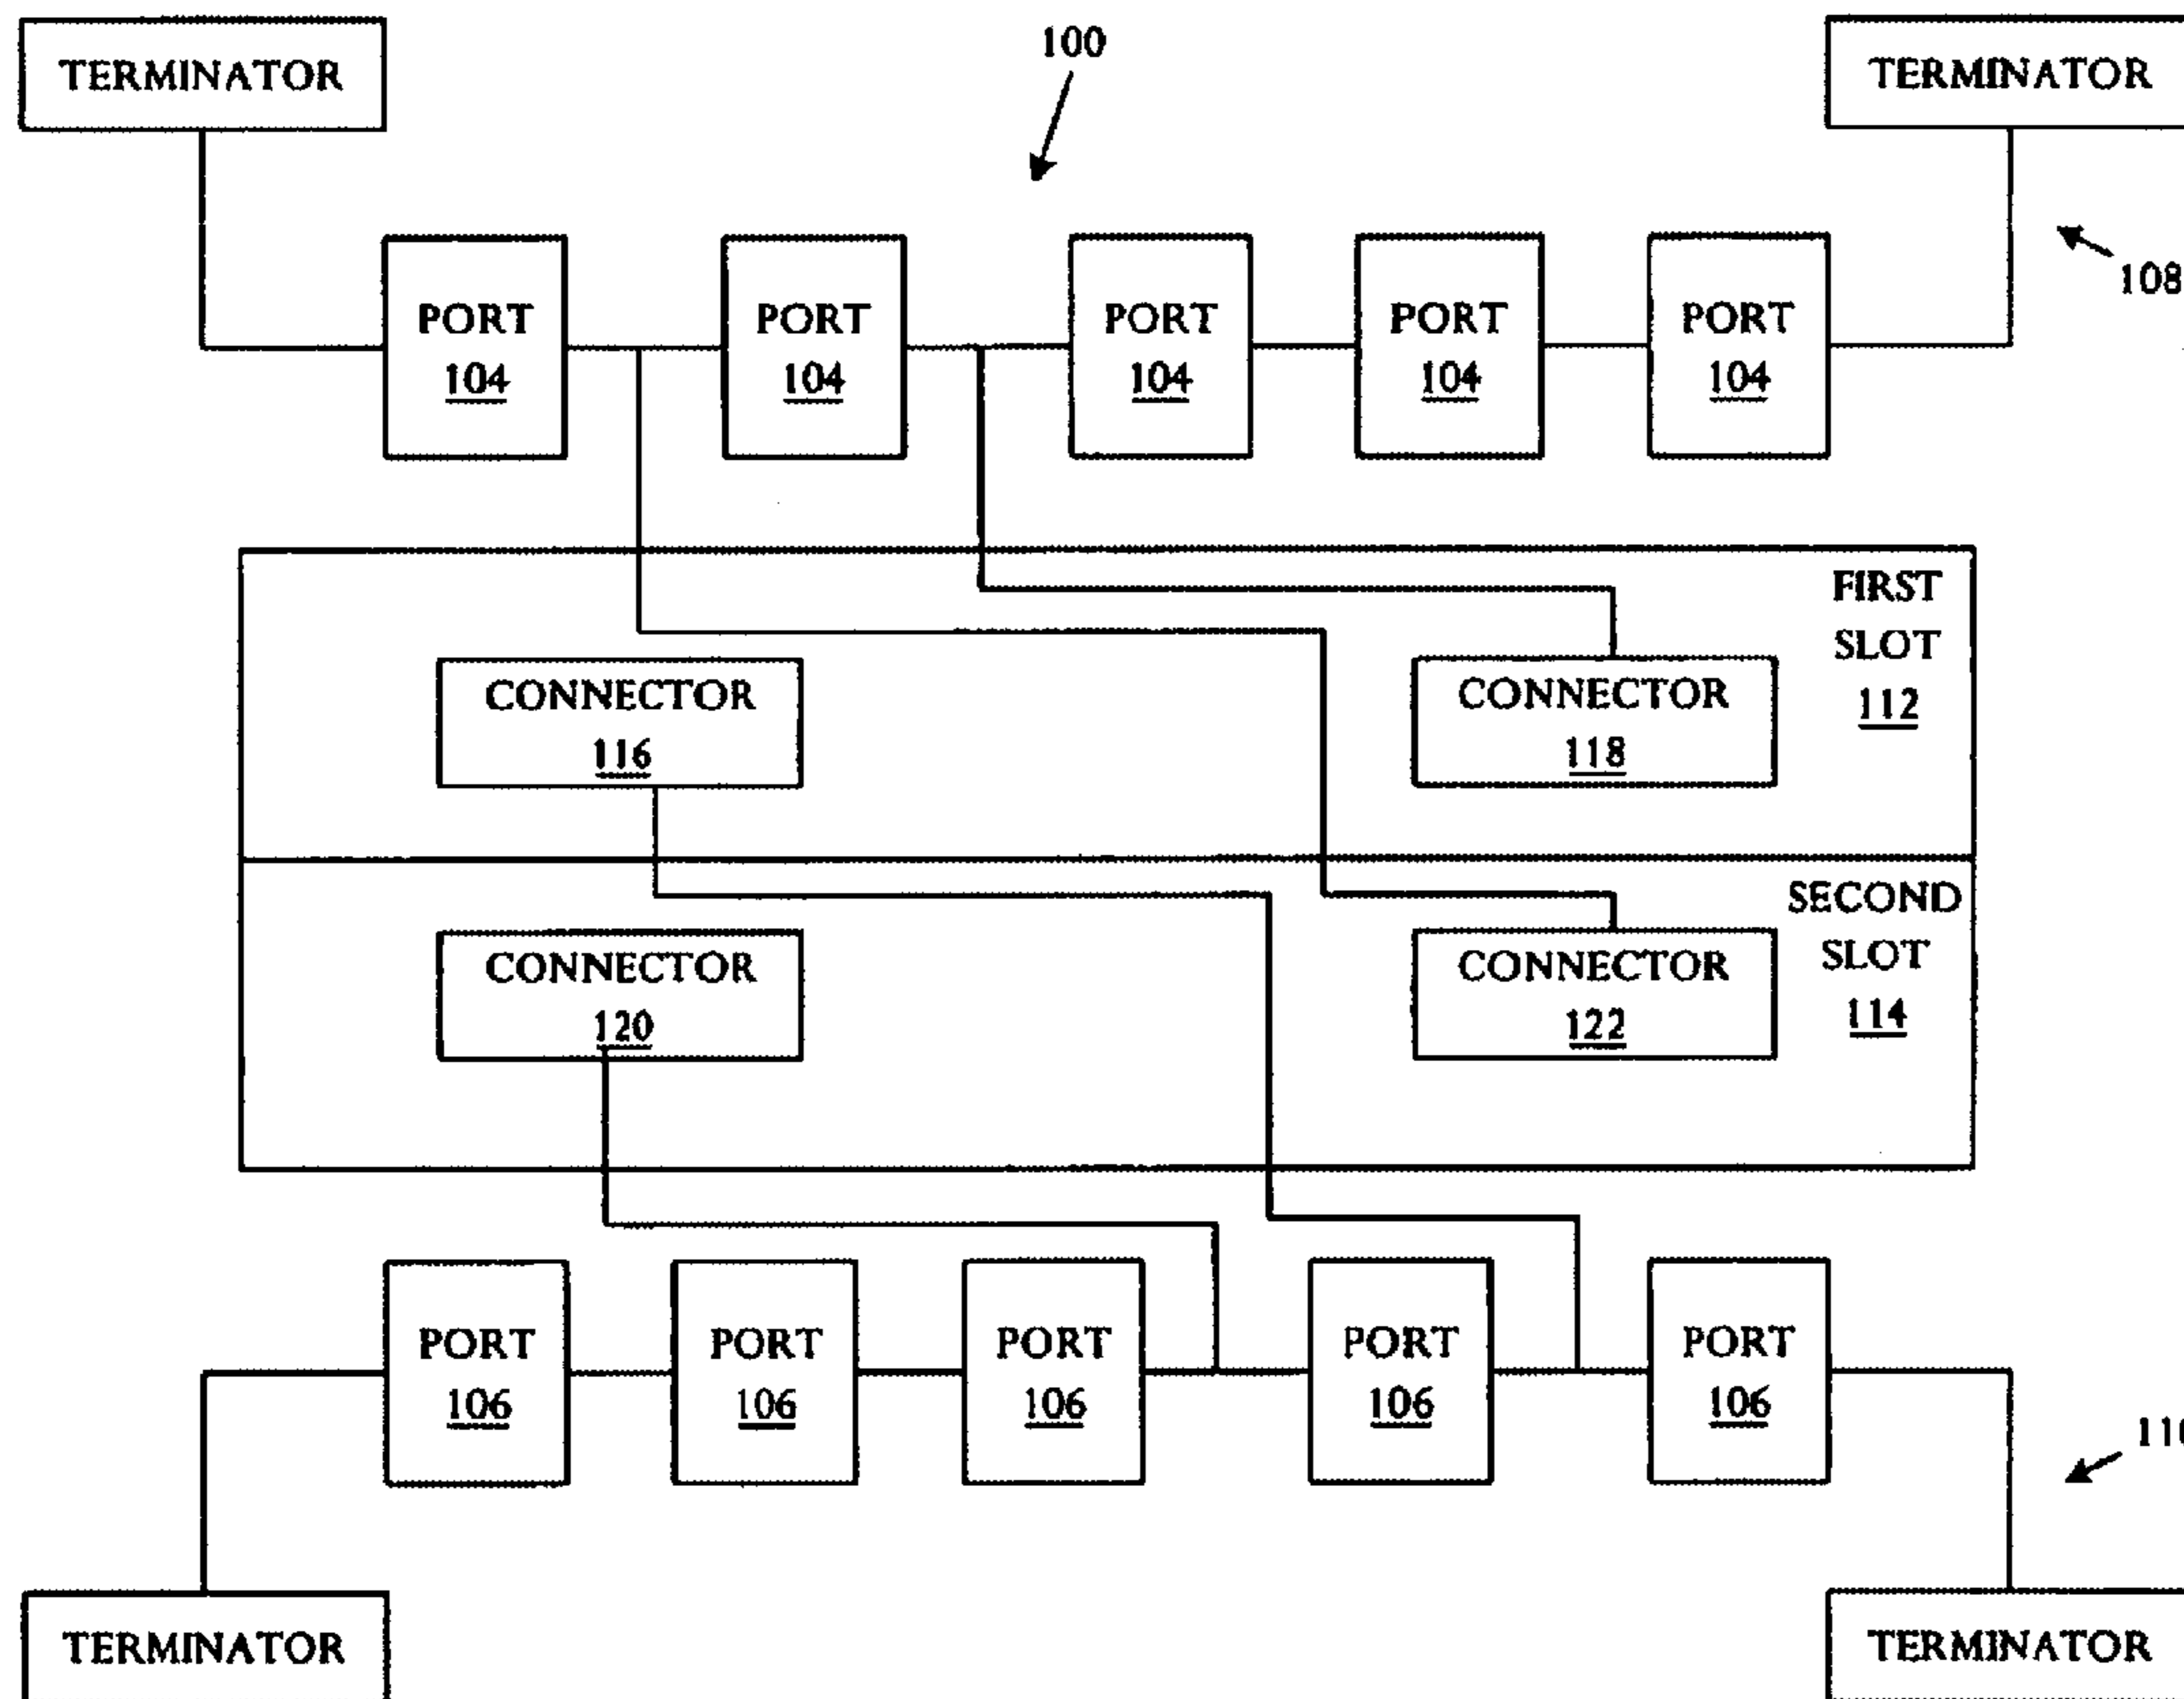 100
TERMINATOR
TERMINATOR
108
PORT
104
PORT
104
PORT
104
PORT
104
PORT
104
FIRST
SLOT
112
CONNECTOR
116
CONNECTOR
118
SECOND
SLOT
114
CONNECTOR
120
CONNECTOR
122
PORT
106
PORT
106
PORT
106
PORT
106
PORT
106
TERMINATOR
TERMINATOR